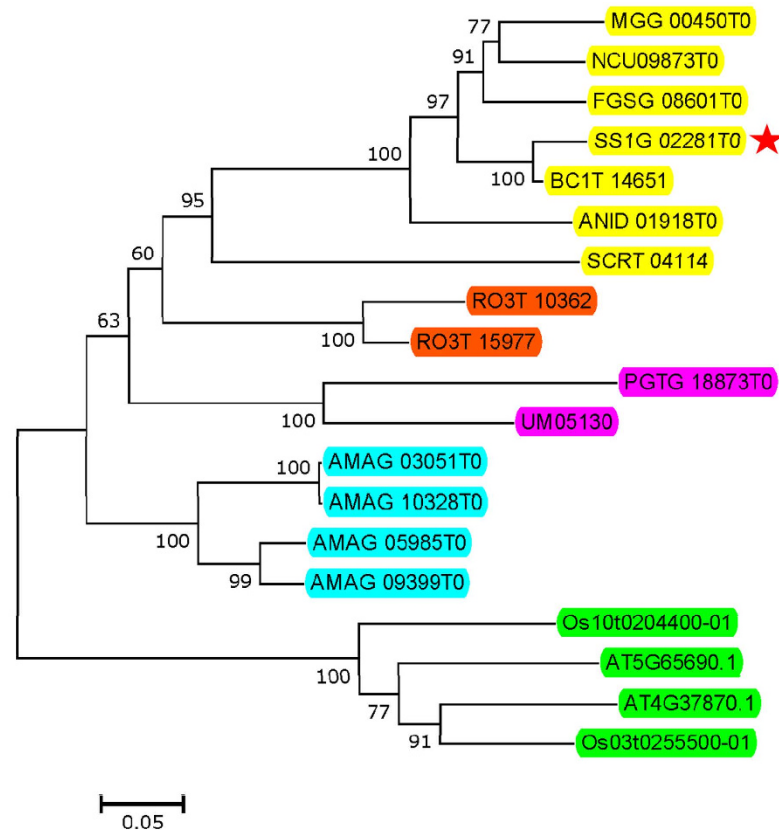 MGG 00450T0
77
NCU09873T0
91
FGSG 08601T0
97
SS1G 02281T0
100
100
BC1T 14651
95
ANID 01918T0
60
SCRT 04114
RO3T 10362
63
100
RO3T 15977
PGTG 18873T0
100
UM05130
100
AMAG 03051T0
AMAG 10328T0
100
AMAG 05985T0
99
AMAG 09399T0
Os10t0204400-01
100
AT5G65690.1
77
AT4G37870.1
91
Os03t0255500-01
0.05